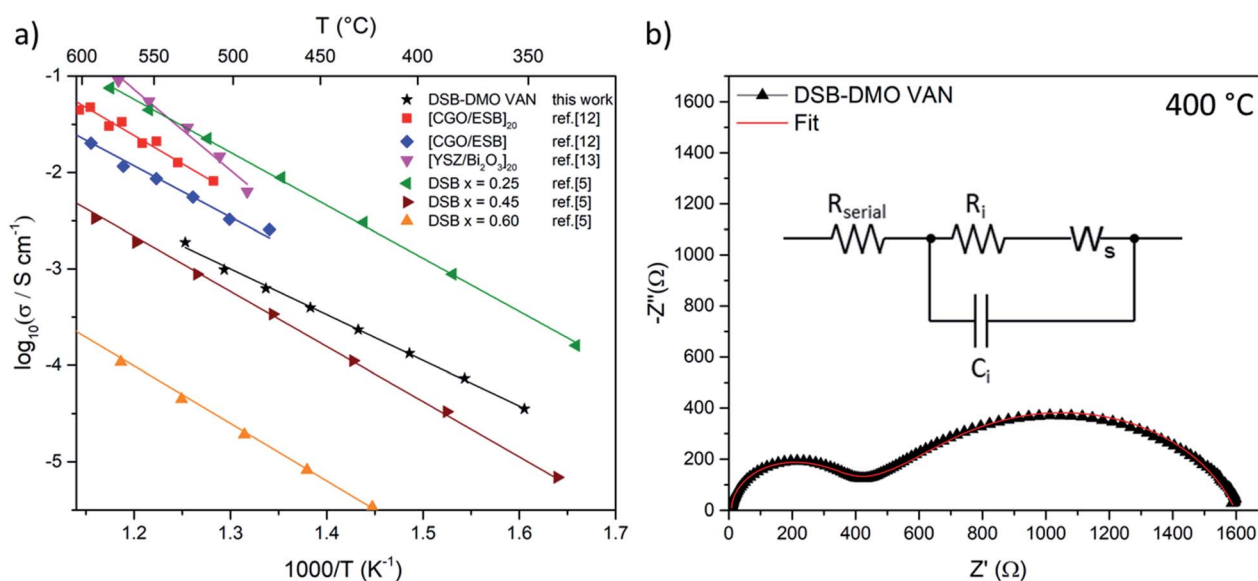 a)
T (°C)
600 550 500 450 400 350
log₁₀(σ / S cm⁻¹)
-1
-2
-3
-4
-5
DSB-DMO VAN this work
[CGO/ESB]₂₀ ref.[12]
[CGO/ESB] ref.[12]
[YSZ/Bi₂O₃]₂₀ ref.[13]
DSB x = 0.25 ref.[5]
DSB x = 0.45 ref.[5]
DSB x = 0.60 ref.[5]
1.2 1.3 1.4 1.5 1.6 1.7
1000/T (K⁻¹)
b)
-Z"(Ω)
1600
1400
1200
1000
800
600
400
200
0
DSB-DMO VAN
Fit
400 °C
R_serial R_i W_s
C_i
0 200 400 600 800 1000 1200 1400 1600
Z' (Ω)